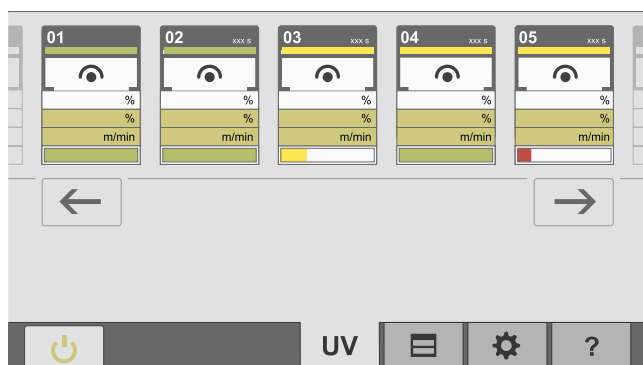 01
02 xxx s
03 xxx s
04 xxx s
05 xxx s
% % % % %
% % % % %
m/min m/min m/min m/min m/min
UV ?